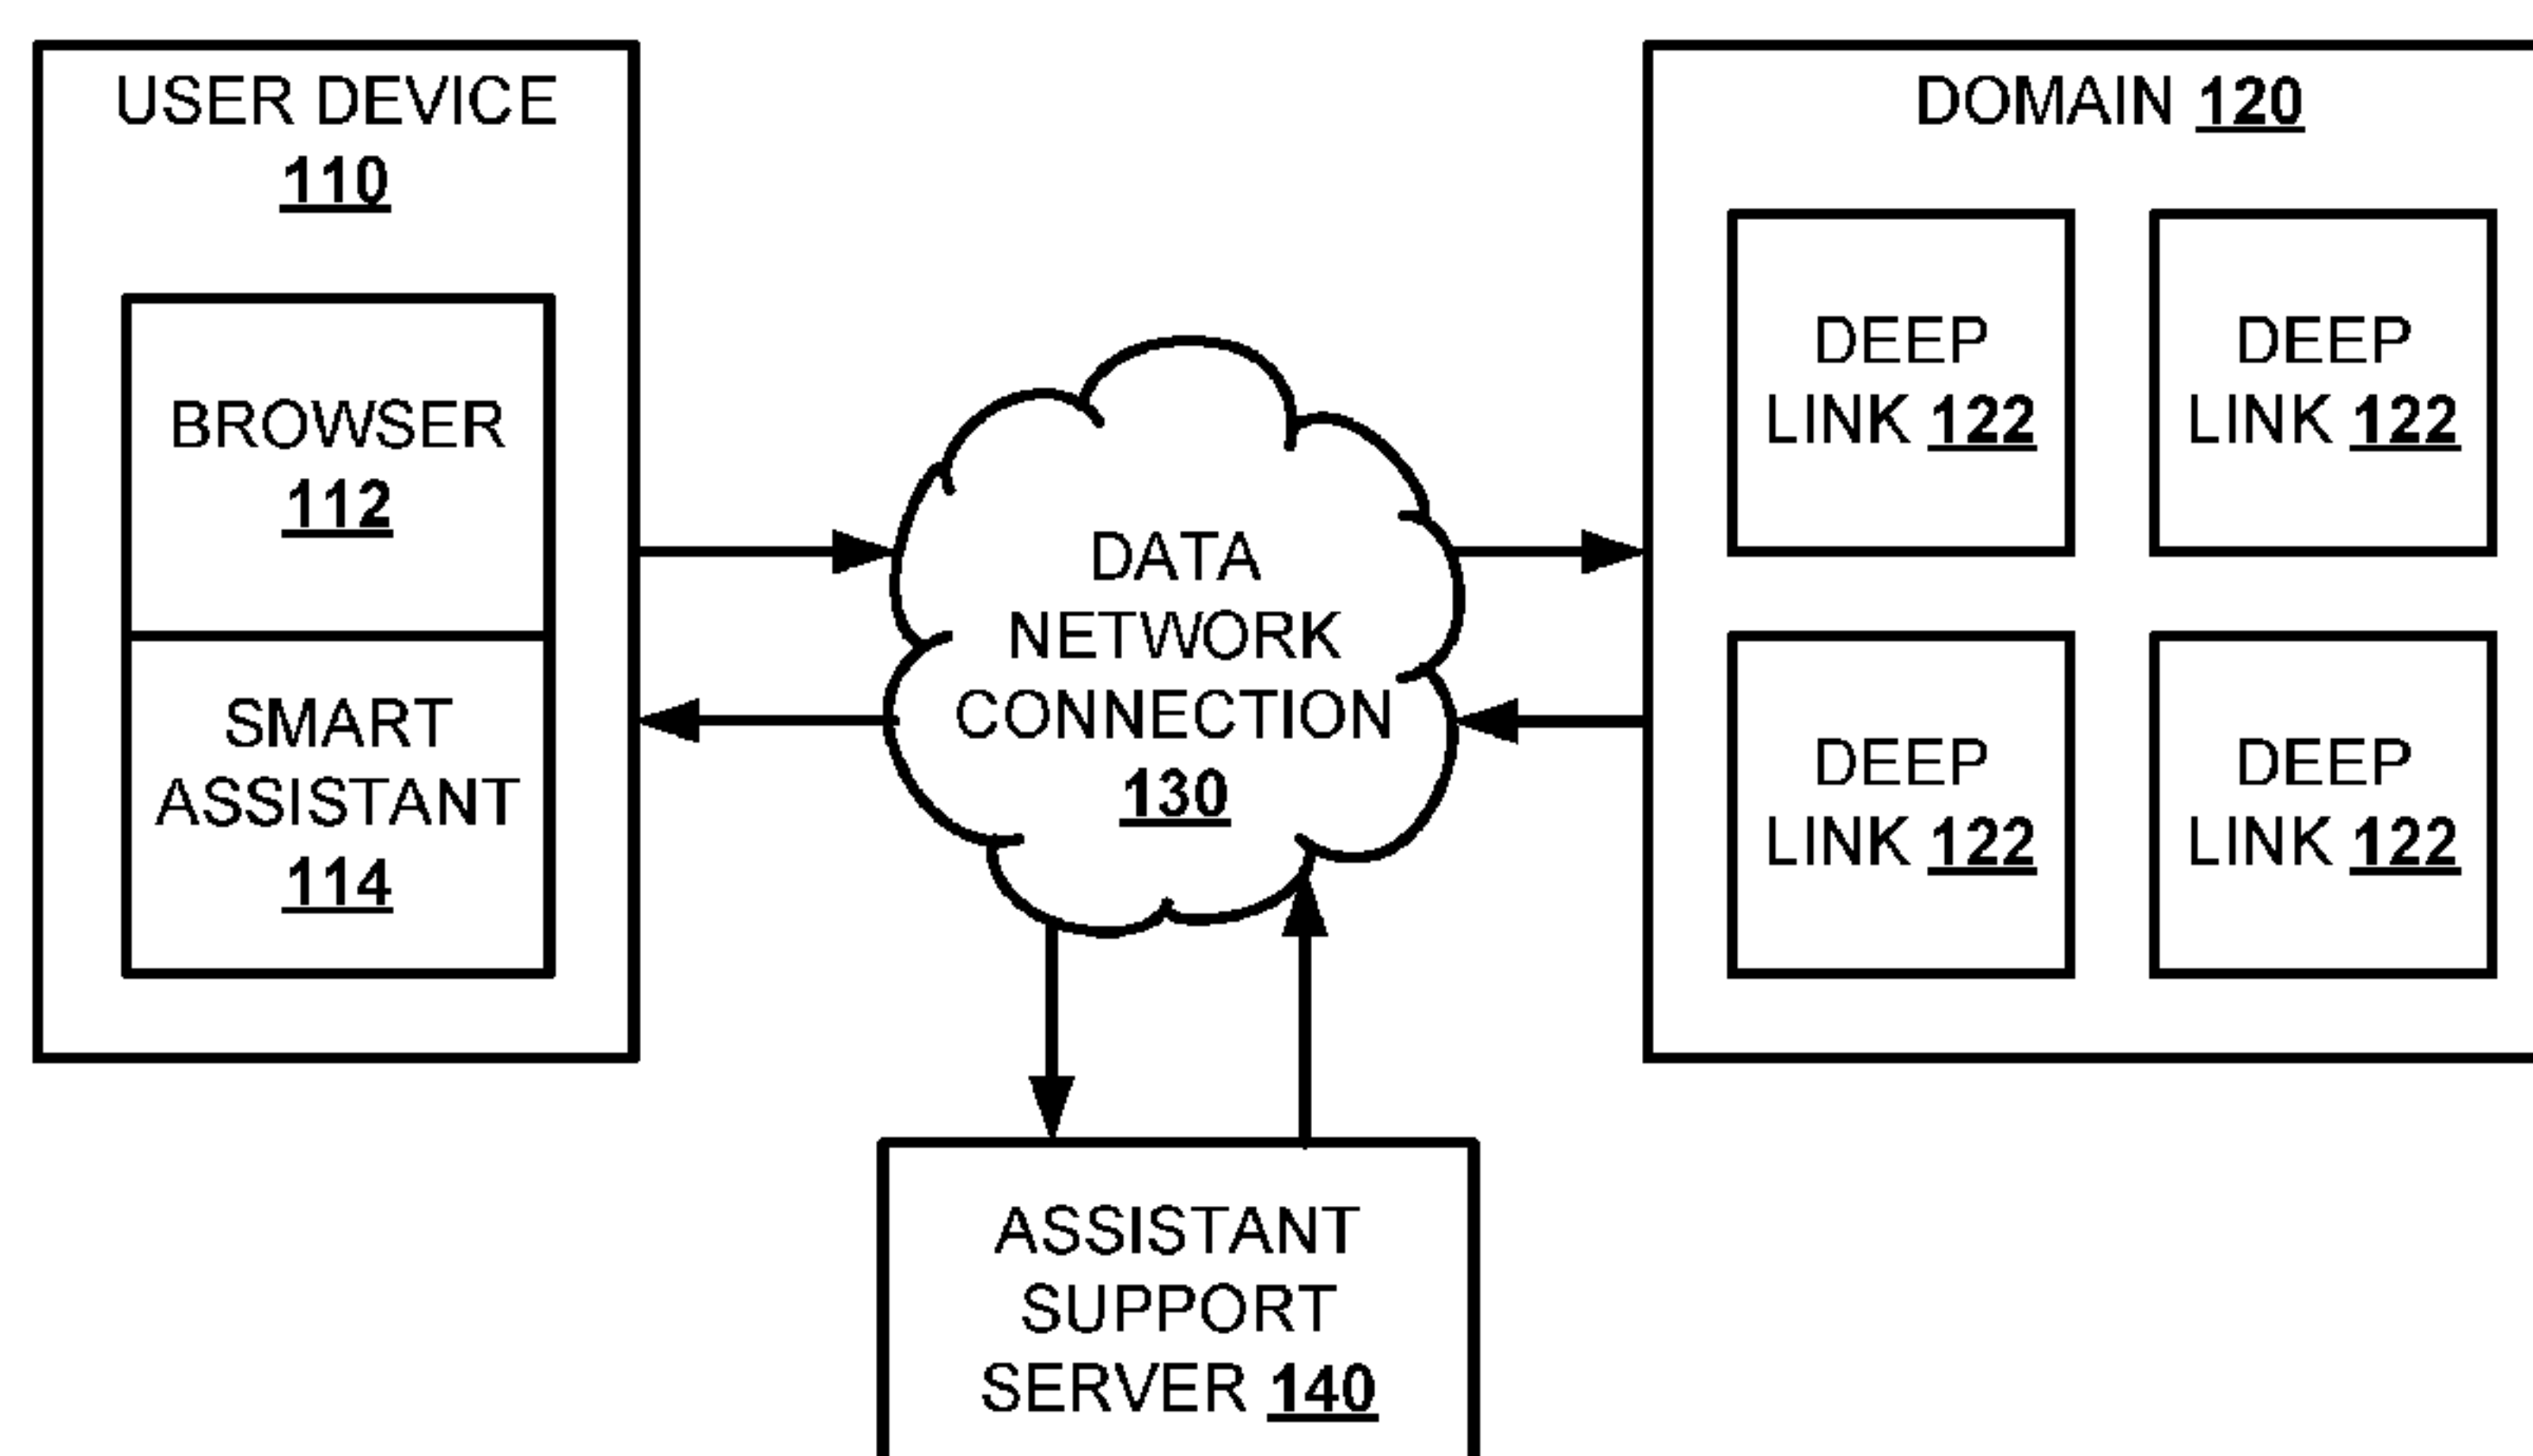 USER DEVICE
110
BROWSER
112
SMART
ASSISTANT
114
DATA
NETWORK
CONNECTION
130
DOMAIN 120
DEEP
LINK 122
DEEP
LINK 122
DEEP
LINK 122
DEEP
LINK 122
ASSISTANT
SUPPORT
SERVER 140